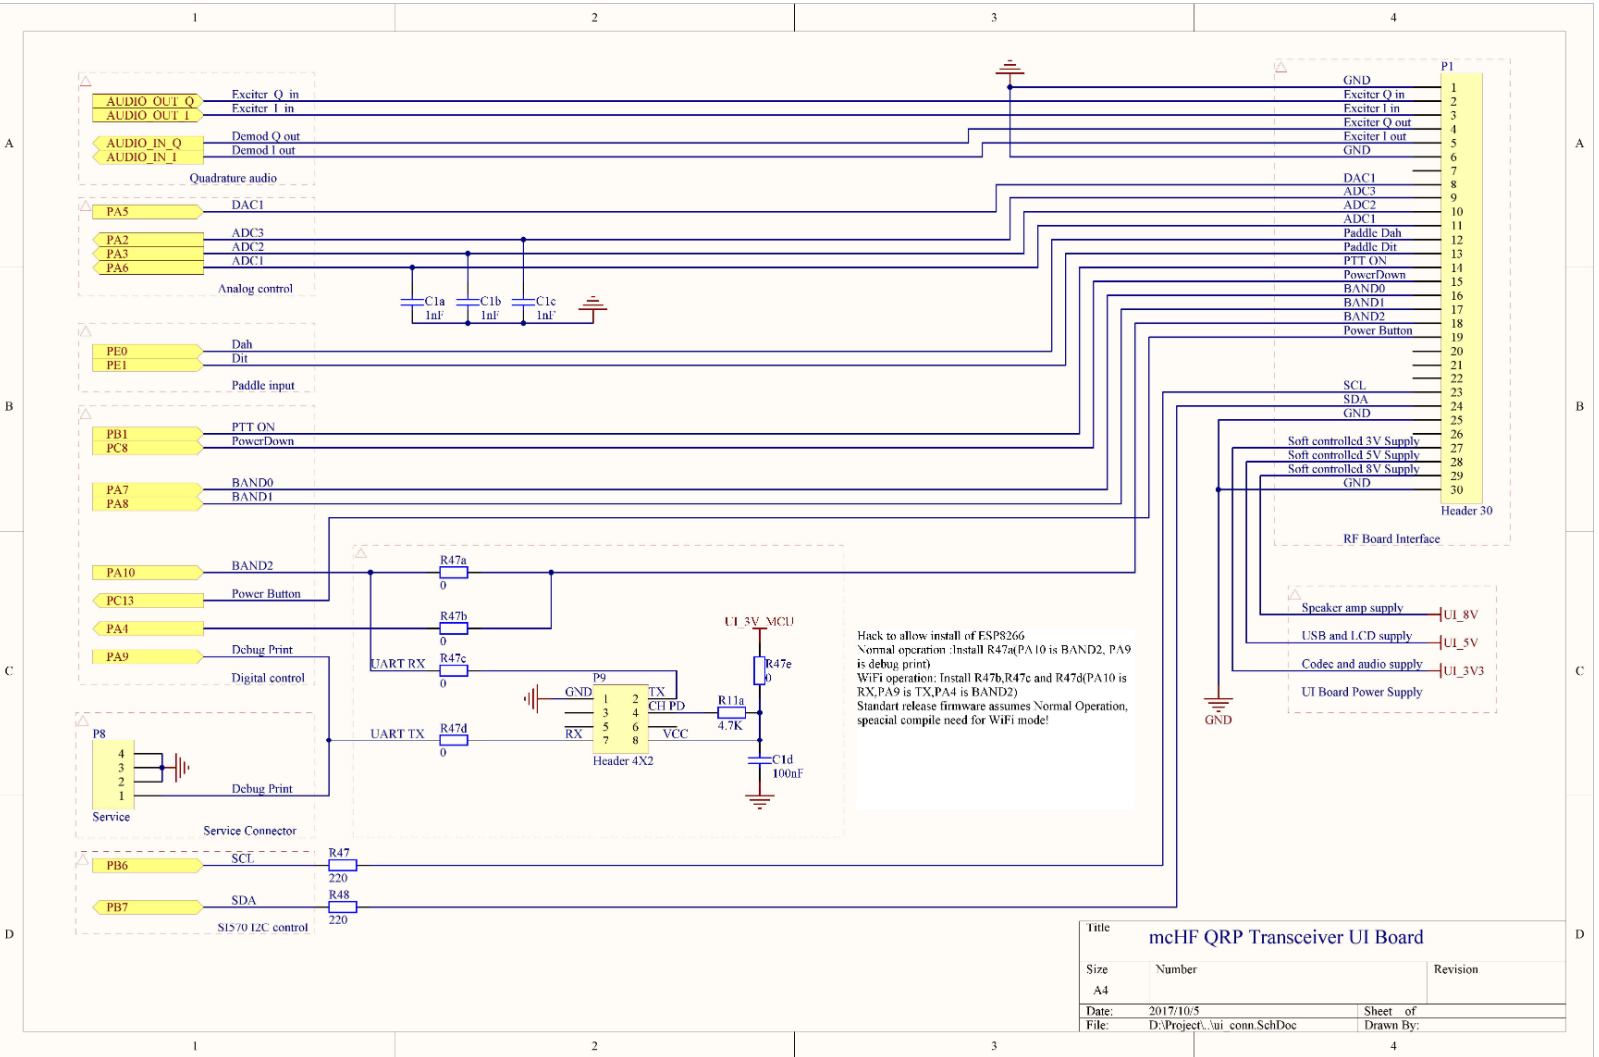 1 2 3 4
A A
B B
C C
D D
1 2 3 4
AUDIO_OUT_Q Exciter Q in
AUDIO_OUT_I Exciter I in
AUDIO_IN_Q Demod Q out
AUDIO_IN_I Demod I out
Quadrature audio
PA5 DAC1
PA2 ADC3
PA3 ADC2
PA6 ADC1
Analog control
C1a 1nF
C1b 1nF
C1c 1nF
PE0 Dah
PE1 Dit
Paddle input
PB1 PTT ON
PC8 PowerDown
PA7 BAND0
PA8 BAND1
PA10 BAND2
PC13 Power Button
PA4
PA9 Debug Print
Digital control
P8
4
3
2
1 Debug Print
Service
Service Connector
PB6 SCL
R47
220
PB7 SDA
R48
220
SI570 I2C control
R47a
0
R47b
0
UART RX R47c
0
UART TX R47d
0
P9
GND 1 2 TX
3 4 CH PD
5 6
RX 7 8 VCC
Header 4X2
R11a
4.7K
UI_3V_MCU
R47e
0
C1d
100nF
Hack to allow install of ESP8266
Normal operation :Install R47a(PA10 is BAND2, PA9
is debug print)
WiFi operation: Install R47b,R47c and R47d(PA10 is
RX,PA9 is TX,PA4 is BAND2)
Standart release firmware assumes Normal Operation,
speacial compile need for WiFi mode!
P1
GND 1
Exciter Q in 2
Exciter I in 3
Exciter Q out 4
Exciter I out 5
GND 6
7
DAC1 8
ADC3 9
ADC2 10
ADC1 11
Paddle Dah 12
Paddle Dit 13
PTT ON 14
PowerDown 15
BAND0 16
BAND1 17
BAND2 18
Power Button 19
20
21
22
SCL 23
SDA 24
GND 25
26
Soft controlled 3V Supply 27
Soft controlled 5V Supply 28
Soft controlled 8V Supply 29
GND 30
Header 30
RF Board Interface
Speaker amp supply UI_8V
USB and LCD supply UI_5V
Codec and audio supply UI_3V3
UI Board Power Supply
GND
Title
mcHF QRP Transceiver UI Board
Size Number Revision
A4
Date: 2017/10/5 Sheet of
File: D:\Project\..\ui_conn.SchDoc Drawn By: